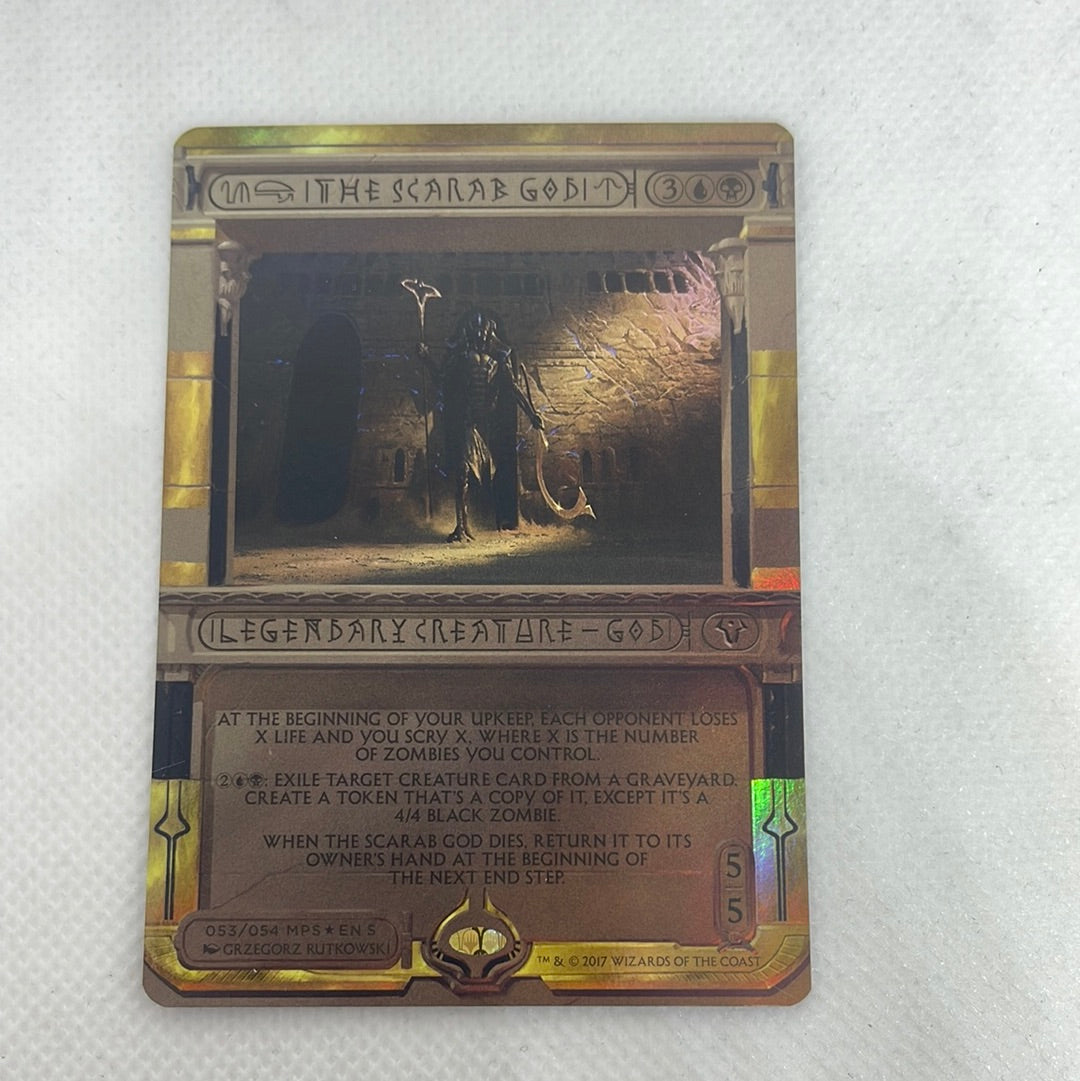 THE SCARAB GOD 3
LEGENDARY CREATURE – GOD
AT THE BEGINNING OF YOUR UPKEEP, EACH OPPONENT LOSES
X LIFE AND YOU SCRY X, WHERE X IS THE NUMBER
OF ZOMBIES YOU CONTROL.
2: EXILE TARGET CREATURE CARD FROM A GRAVEYARD.
CREATE A TOKEN THAT'S A COPY OF IT, EXCEPT IT'S A
4/4 BLACK ZOMBIE.
WHEN THE SCARAB GOD DIES, RETURN IT TO ITS
OWNER'S HAND AT THE BEGINNING OF
THE NEXT END STEP.
5
5
053/054 MPS★EN S
GRZEGORZ RUTKOWSKI
™ & © 2017 WIZARDS OF THE COAST